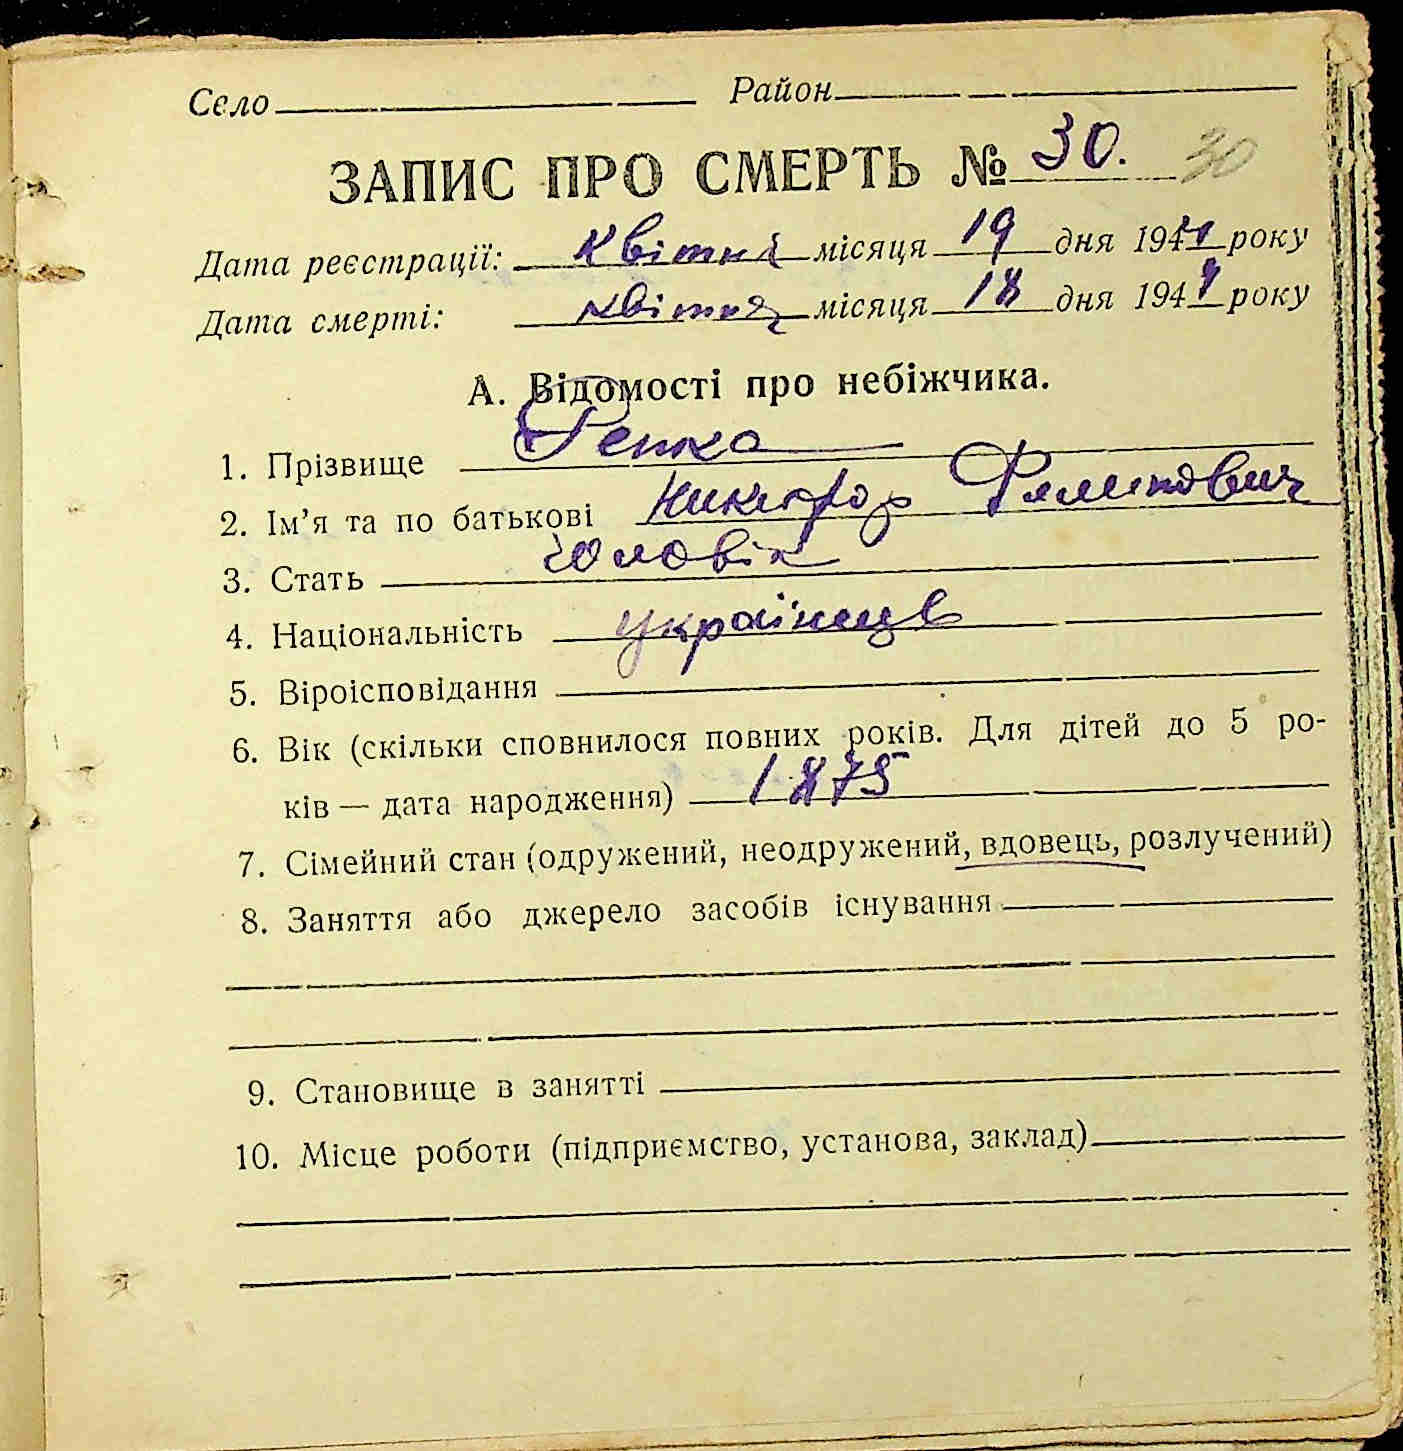 Село Район
ЗАПИС ПРО СМЕРТЬ № 30. 30
Дата реєстрації: квітня місяця 19 дня 194 року
Дата смерті: квітня місяця 18 дня 194 року
А. Відомості про небіжчика.
1. Прізвище Репка
2. Ім’я та по батькові Никифор
3. Стать Чоловік
4. Національність українець
5. Віроісповідання
6. Вік (скільки сповнилося повних років. Для дітей до 5 ро-
ків — дата народження) 1875
7. Сімейний стан (одружений, неодружений, вдовець, розлучений)
8. Заняття або джерело засобів існування
9. Становище в занятті
10. Місце роботи (підприємство, установа, заклад)